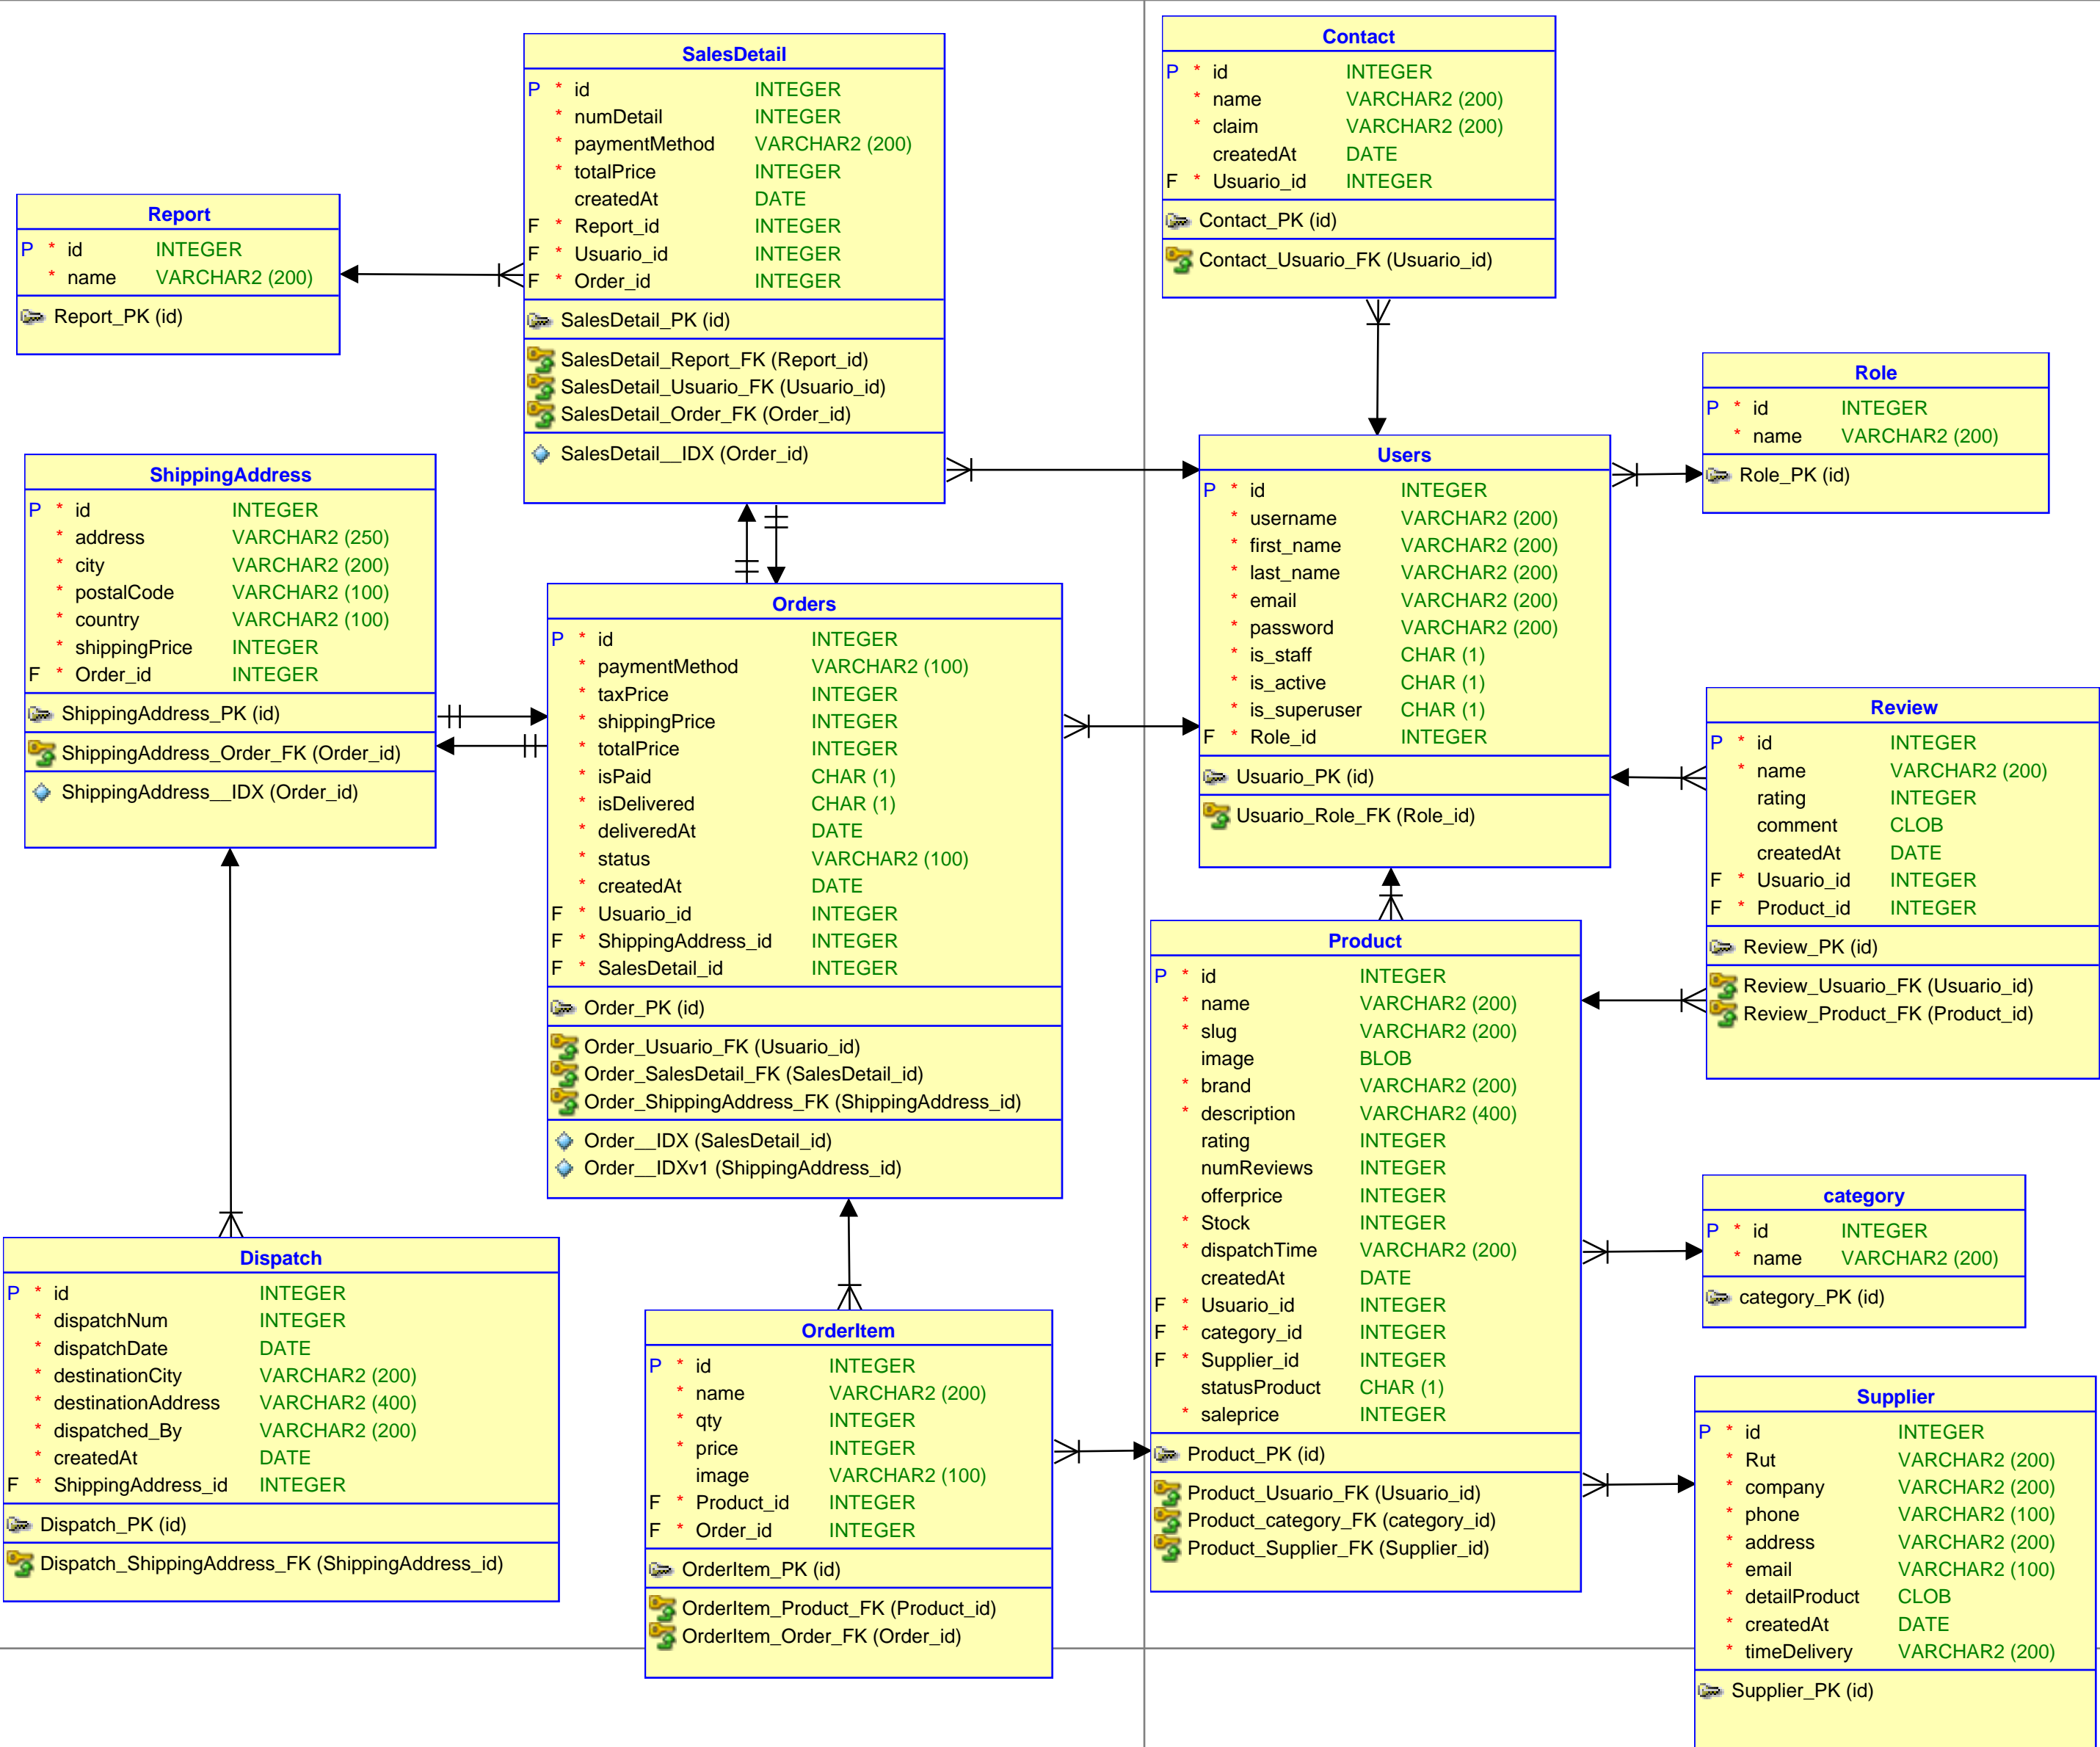 SalesDetail
P * id INTEGER
* numDetail INTEGER
* paymentMethod VARCHAR2 (200)
* totalPrice INTEGER
createdAt DATE
F * Report_id INTEGER
F * Usuario_id INTEGER
F * Order_id INTEGER
SalesDetail_PK (id)
SalesDetail_Report_FK (Report_id)
SalesDetail_Usuario_FK (Usuario_id)
SalesDetail_Order_FK (Order_id)
SalesDetail__IDX (Order_id)
Contact
P * id INTEGER
* name VARCHAR2 (200)
* claim VARCHAR2 (200)
createdAt DATE
F * Usuario_id INTEGER
Contact_PK (id)
Contact_Usuario_FK (Usuario_id)
Report
P * id INTEGER
* name VARCHAR2 (200)
Report_PK (id)
Role
P * id INTEGER
* name VARCHAR2 (200)
Role_PK (id)
ShippingAddress
P * id INTEGER
* address VARCHAR2 (250)
* city VARCHAR2 (200)
* postalCode VARCHAR2 (100)
* country VARCHAR2 (100)
* shippingPrice INTEGER
F * Order_id INTEGER
ShippingAddress_PK (id)
ShippingAddress_Order_FK (Order_id)
ShippingAddress__IDX (Order_id)
Users
P * id INTEGER
* username VARCHAR2 (200)
* first_name VARCHAR2 (200)
* last_name VARCHAR2 (200)
* email VARCHAR2 (200)
* password VARCHAR2 (200)
* is_staff CHAR (1)
* is_active CHAR (1)
* is_superuser CHAR (1)
F * Role_id INTEGER
Usuario_PK (id)
Usuario_Role_FK (Role_id)
Orders
P * id INTEGER
* paymentMethod VARCHAR2 (100)
* taxPrice INTEGER
* shippingPrice INTEGER
* totalPrice INTEGER
* isPaid CHAR (1)
* isDelivered CHAR (1)
* deliveredAt DATE
* status VARCHAR2 (100)
* createdAt DATE
F * Usuario_id INTEGER
F * ShippingAddress_id INTEGER
F * SalesDetail_id INTEGER
Order_PK (id)
Order_Usuario_FK (Usuario_id)
Order_SalesDetail_FK (SalesDetail_id)
Order_ShippingAddress_FK (ShippingAddress_id)
Order__IDX (SalesDetail_id)
Order__IDXv1 (ShippingAddress_id)
Review
P * id INTEGER
* name VARCHAR2 (200)
rating INTEGER
comment CLOB
createdAt DATE
F * Usuario_id INTEGER
F * Product_id INTEGER
Review_PK (id)
Review_Usuario_FK (Usuario_id)
Review_Product_FK (Product_id)
Product
P * id INTEGER
* name VARCHAR2 (200)
* slug VARCHAR2 (200)
image BLOB
* brand VARCHAR2 (200)
* description VARCHAR2 (400)
rating INTEGER
numReviews INTEGER
offerprice INTEGER
* Stock INTEGER
* dispatchTime VARCHAR2 (200)
createdAt DATE
F * Usuario_id INTEGER
F * category_id INTEGER
F * Supplier_id INTEGER
statusProduct CHAR (1)
* saleprice INTEGER
Product_PK (id)
Product_Usuario_FK (Usuario_id)
Product_category_FK (category_id)
Product_Supplier_FK (Supplier_id)
category
P * id INTEGER
* name VARCHAR2 (200)
category_PK (id)
Dispatch
P * id INTEGER
* dispatchNum INTEGER
* dispatchDate DATE
* destinationCity VARCHAR2 (200)
* destinationAddress VARCHAR2 (400)
* dispatched_By VARCHAR2 (200)
* createdAt DATE
F * ShippingAddress_id INTEGER
Dispatch_PK (id)
Dispatch_ShippingAddress_FK (ShippingAddress_id)
OrderItem
P * id INTEGER
* name VARCHAR2 (200)
* qty INTEGER
* price INTEGER
image VARCHAR2 (100)
F * Product_id INTEGER
F * Order_id INTEGER
OrderItem_PK (id)
OrderItem_Product_FK (Product_id)
OrderItem_Order_FK (Order_id)
Supplier
P * id INTEGER
* Rut VARCHAR2 (200)
* company VARCHAR2 (200)
* phone VARCHAR2 (100)
* address VARCHAR2 (200)
* email VARCHAR2 (100)
* detailProduct CLOB
* createdAt DATE
* timeDelivery VARCHAR2 (200)
Supplier_PK (id)